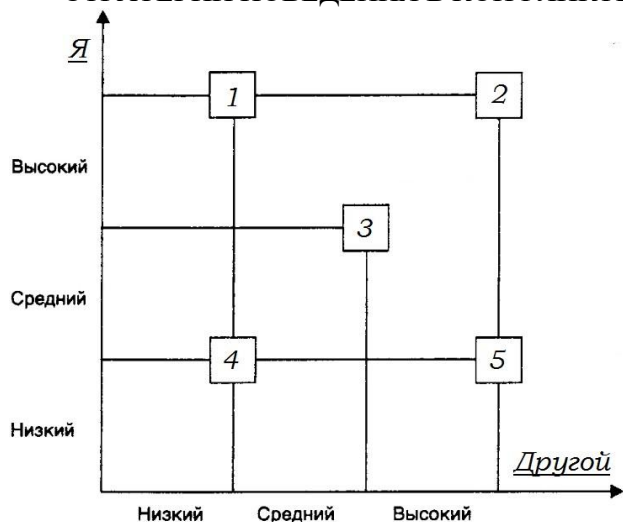 Я
1 2
Высокий
3
Средний
4 5
Низкий
Другой
Низкий Средний Высокий